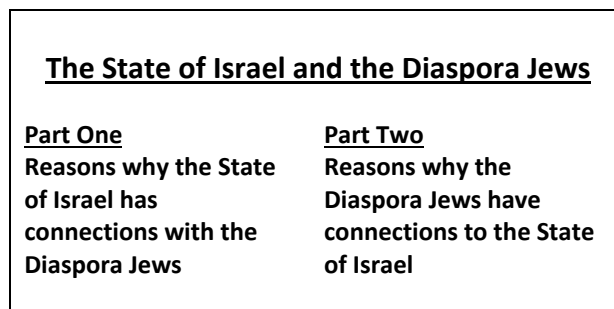 The State of Israel and the Diaspora Jews
Part One
Reasons why the State
of Israel has
connections with the
Diaspora Jews
Part Two
Reasons why the
Diaspora Jews have
connections to the State
of Israel